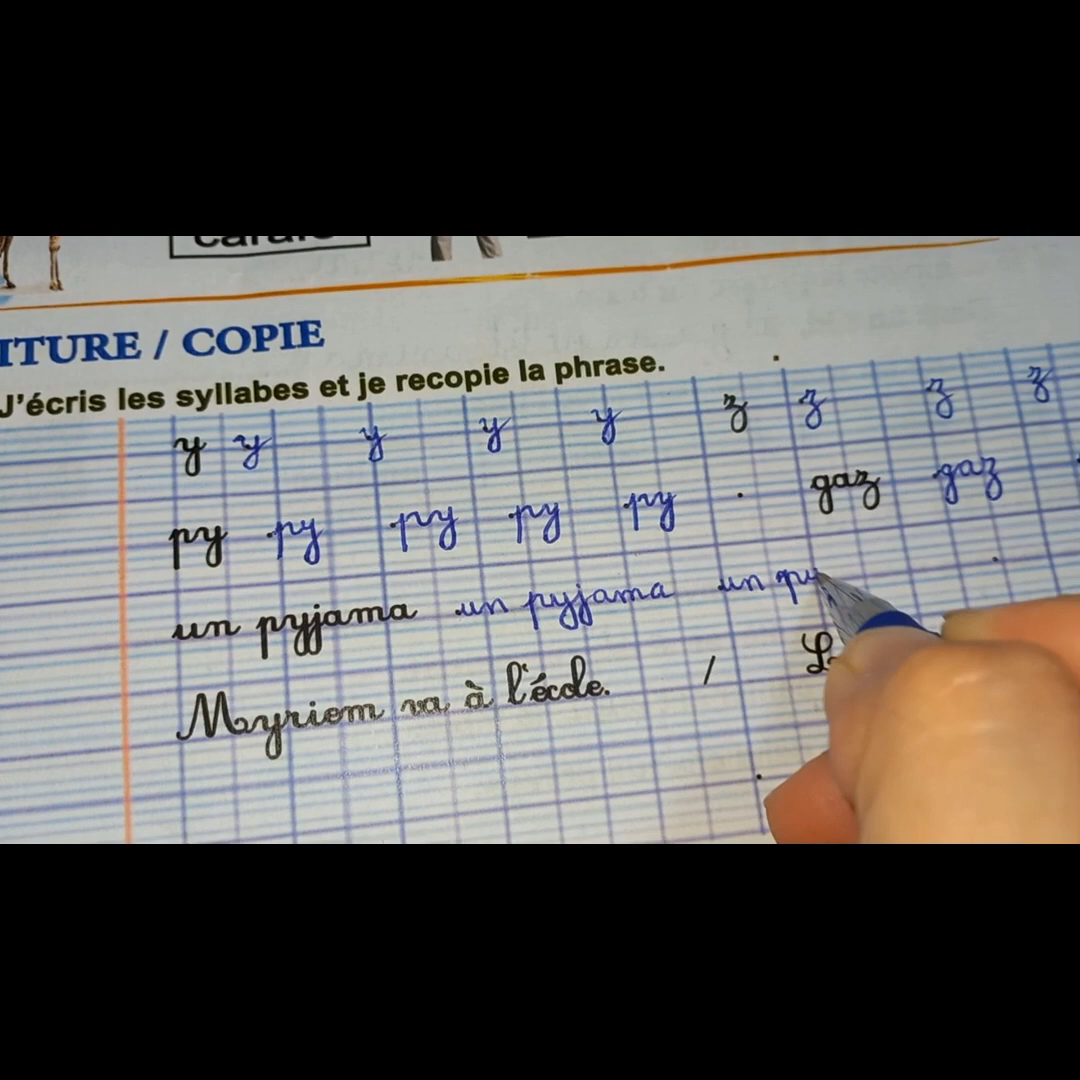 ITURE / COPIE
J'écris les syllabes et je recopie la phrase.
y y y y y z z z z
py py py py py . gaz gaz
un pyjama un pyjama un py
Myriem va à l'école. /